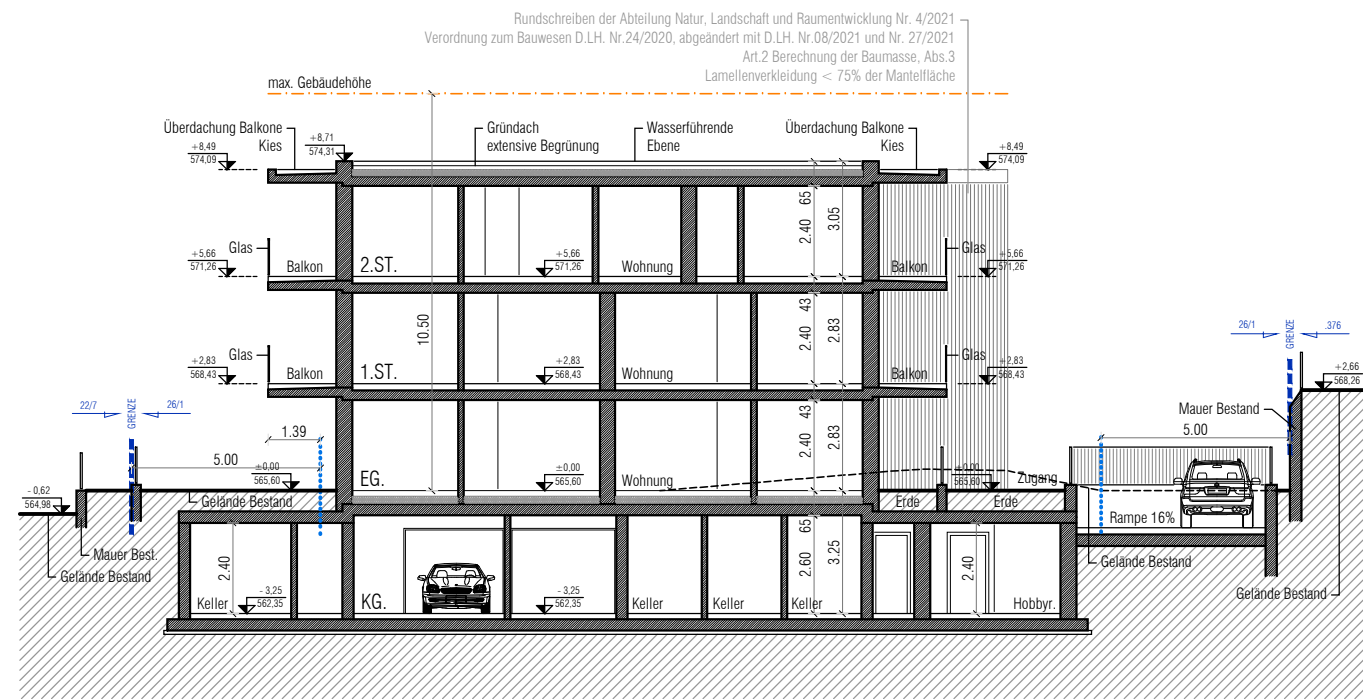 Rundschreiben der Abteilung Natur, Landschaft und Raumentwicklung Nr. 4/2021
Verordnung zum Bauwesen D.LH. Nr.24/2020, abgeändert mit D.LH. Nr.08/2021 und Nr. 27/2021
Art.2 Berechnung der Baumasse, Abs.3
Lamellenverkleidung < 75% der Mantelfläche
max. Gebäudehöhe
Überdachung Balkone
Kies
+8,71
574,31
Gründach
extensive Begrünung
Wasserführende
Ebene
Überdachung Balkone
Kies
+8,49
574,09
+8,49
574,09
65
2.40
3.05
Glas
+5,66
571,26
Balkon
2.ST.
+5,66
571,26
Wohnung
Balkon
Glas
+5,66
571,26
10.50
43
2.40
2.83
26/1
GRENZE
.376
Glas
+2,83
568,43
Balkon
1.ST.
+2,83
568,43
Wohnung
Balkon
Glas
+2,83
568,43
+2,66
568,26
22/7
GRENZE
26/1
43
2.40
2.83
Mauer Bestand
1.39
5.00
5.00
±0,00
565,60
EG.
±0,00
565,60
Wohnung
±0,00
565,60
Zugang
- 0,62
564,98
Gelände Bestand
Erde
Erde
Rampe 16%
Mauer Best.
Gelände Bestand
2.40
65
2.60
3.25
2.40
Gelände Bestand
Gelände Bestand
- 3,25
562,35
- 3,25
562,35
Keller
KG.
Keller
Keller
Keller
Hobbyr.